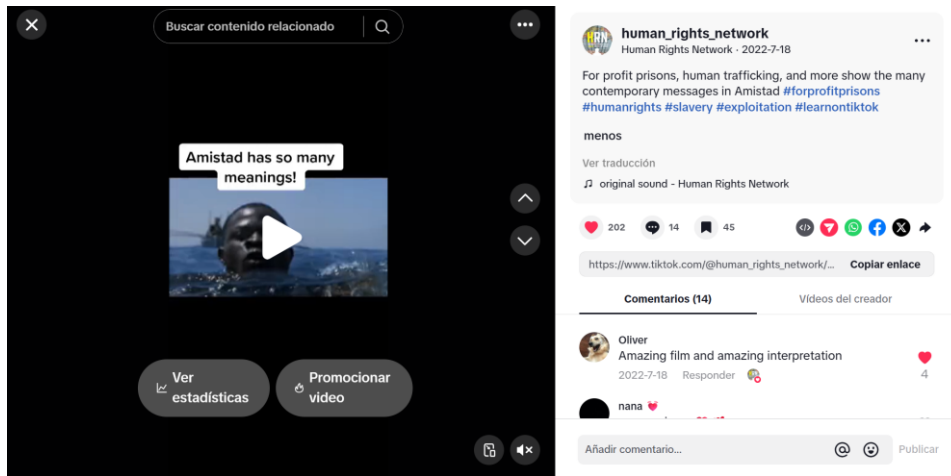 Buscar contenido relacionado
Amistad has so many
meanings!
Ver
estadísticas
Promocionar
video
HRN
human_rights_network
Human Rights Network · 2022-7-18
For profit prisons, human trafficking, and more show the many
contemporary messages in Amistad #forprofitprisons
#humanrights #slavery #exploitation #learnontiktok
menos
Ver traducción
original sound - Human Rights Network
202
14
45
https://www.tiktok.com/@human_rights_network/...
Copiar enlace
Comentarios (14)
Vídeos del creador
Oliver
Amazing film and amazing interpretation
2022-7-18 Responder
4
nana
Añadir comentario...
Publicar